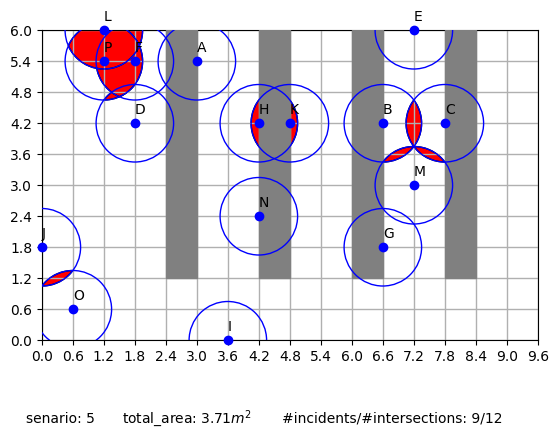 L
E
6.0
P
F
A
5.4
4.8
D
H
K
B
C
4.2
3.6
M
3.0
N
2.4
J
G
1.8
1.2
O
0.6
I
0.0
0.0 0.6 1.2 1.8 2.4 3.0 3.6 4.2 4.8 5.4 6.0 6.6 7.2 7.8 8.4 9.0 9.6
senario: 5 total_area: 3.71m² #incidents/#intersections: 9/12